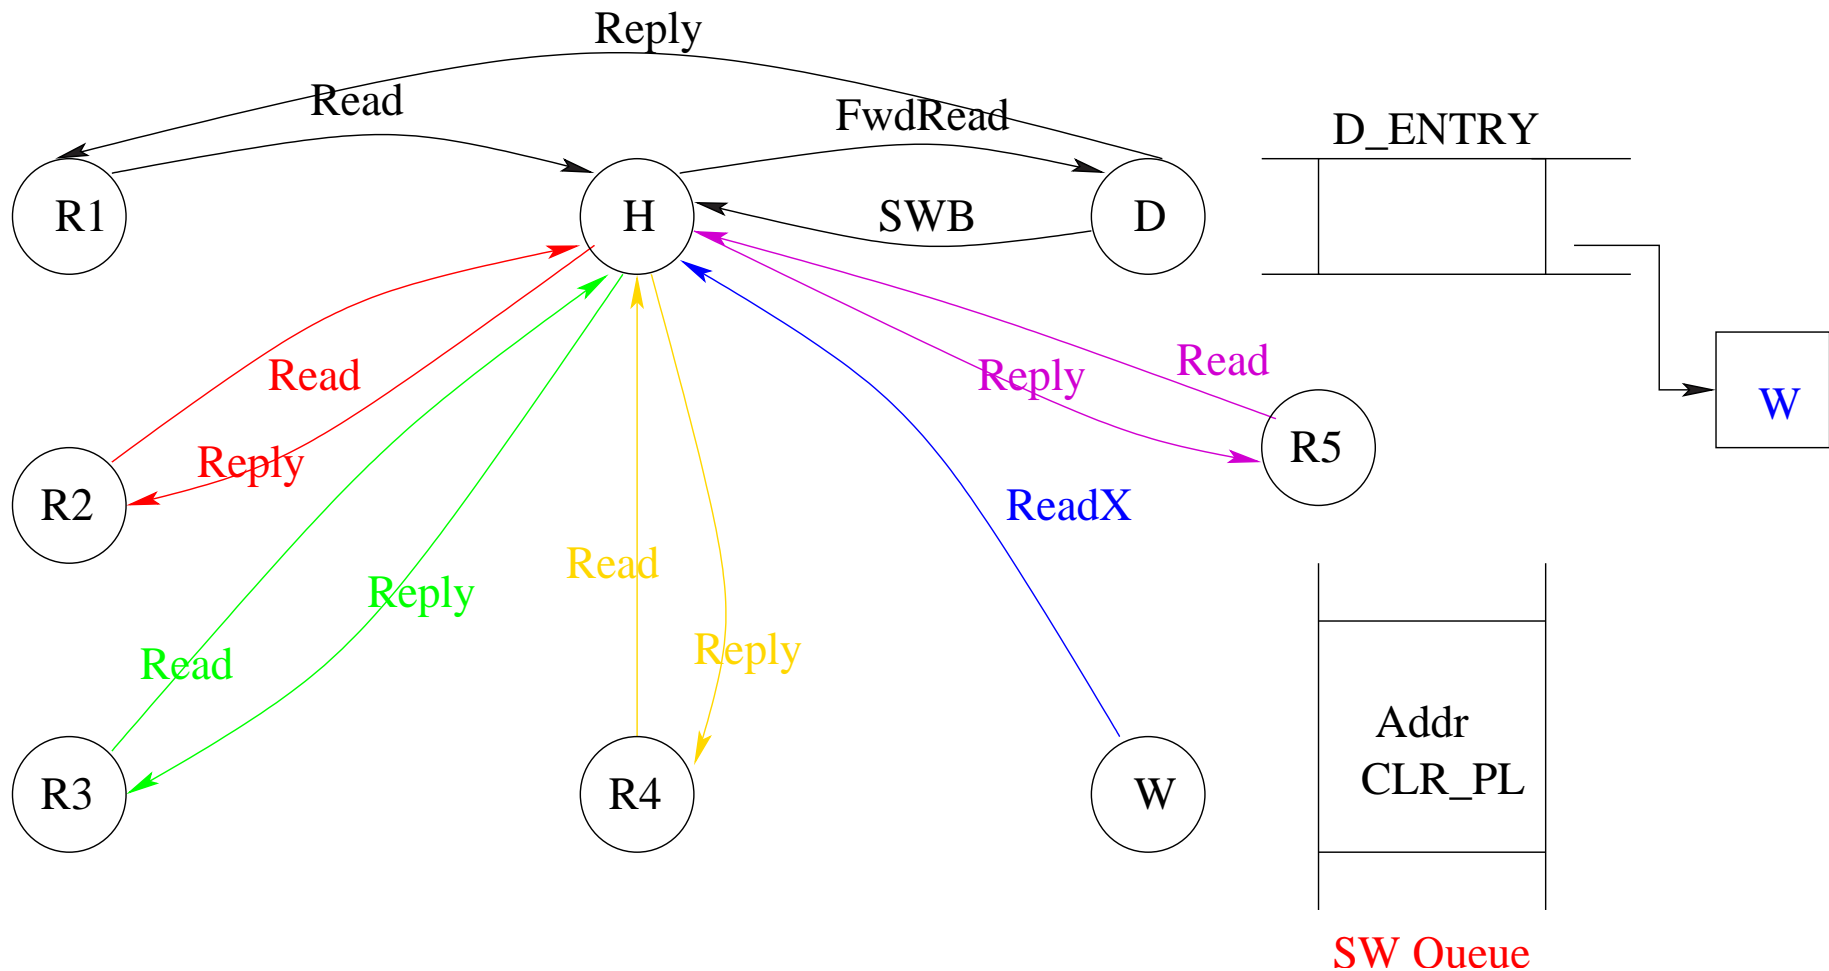 Reply
Read
FwdRead
D_ENTRY
R1
H
SWB
D
Read
Reply
Read
Reply
W
R2
R5
ReadX
Read
Reply
Read
Reply
R3
R4
W
Addr
CLR_PL
SW Queue